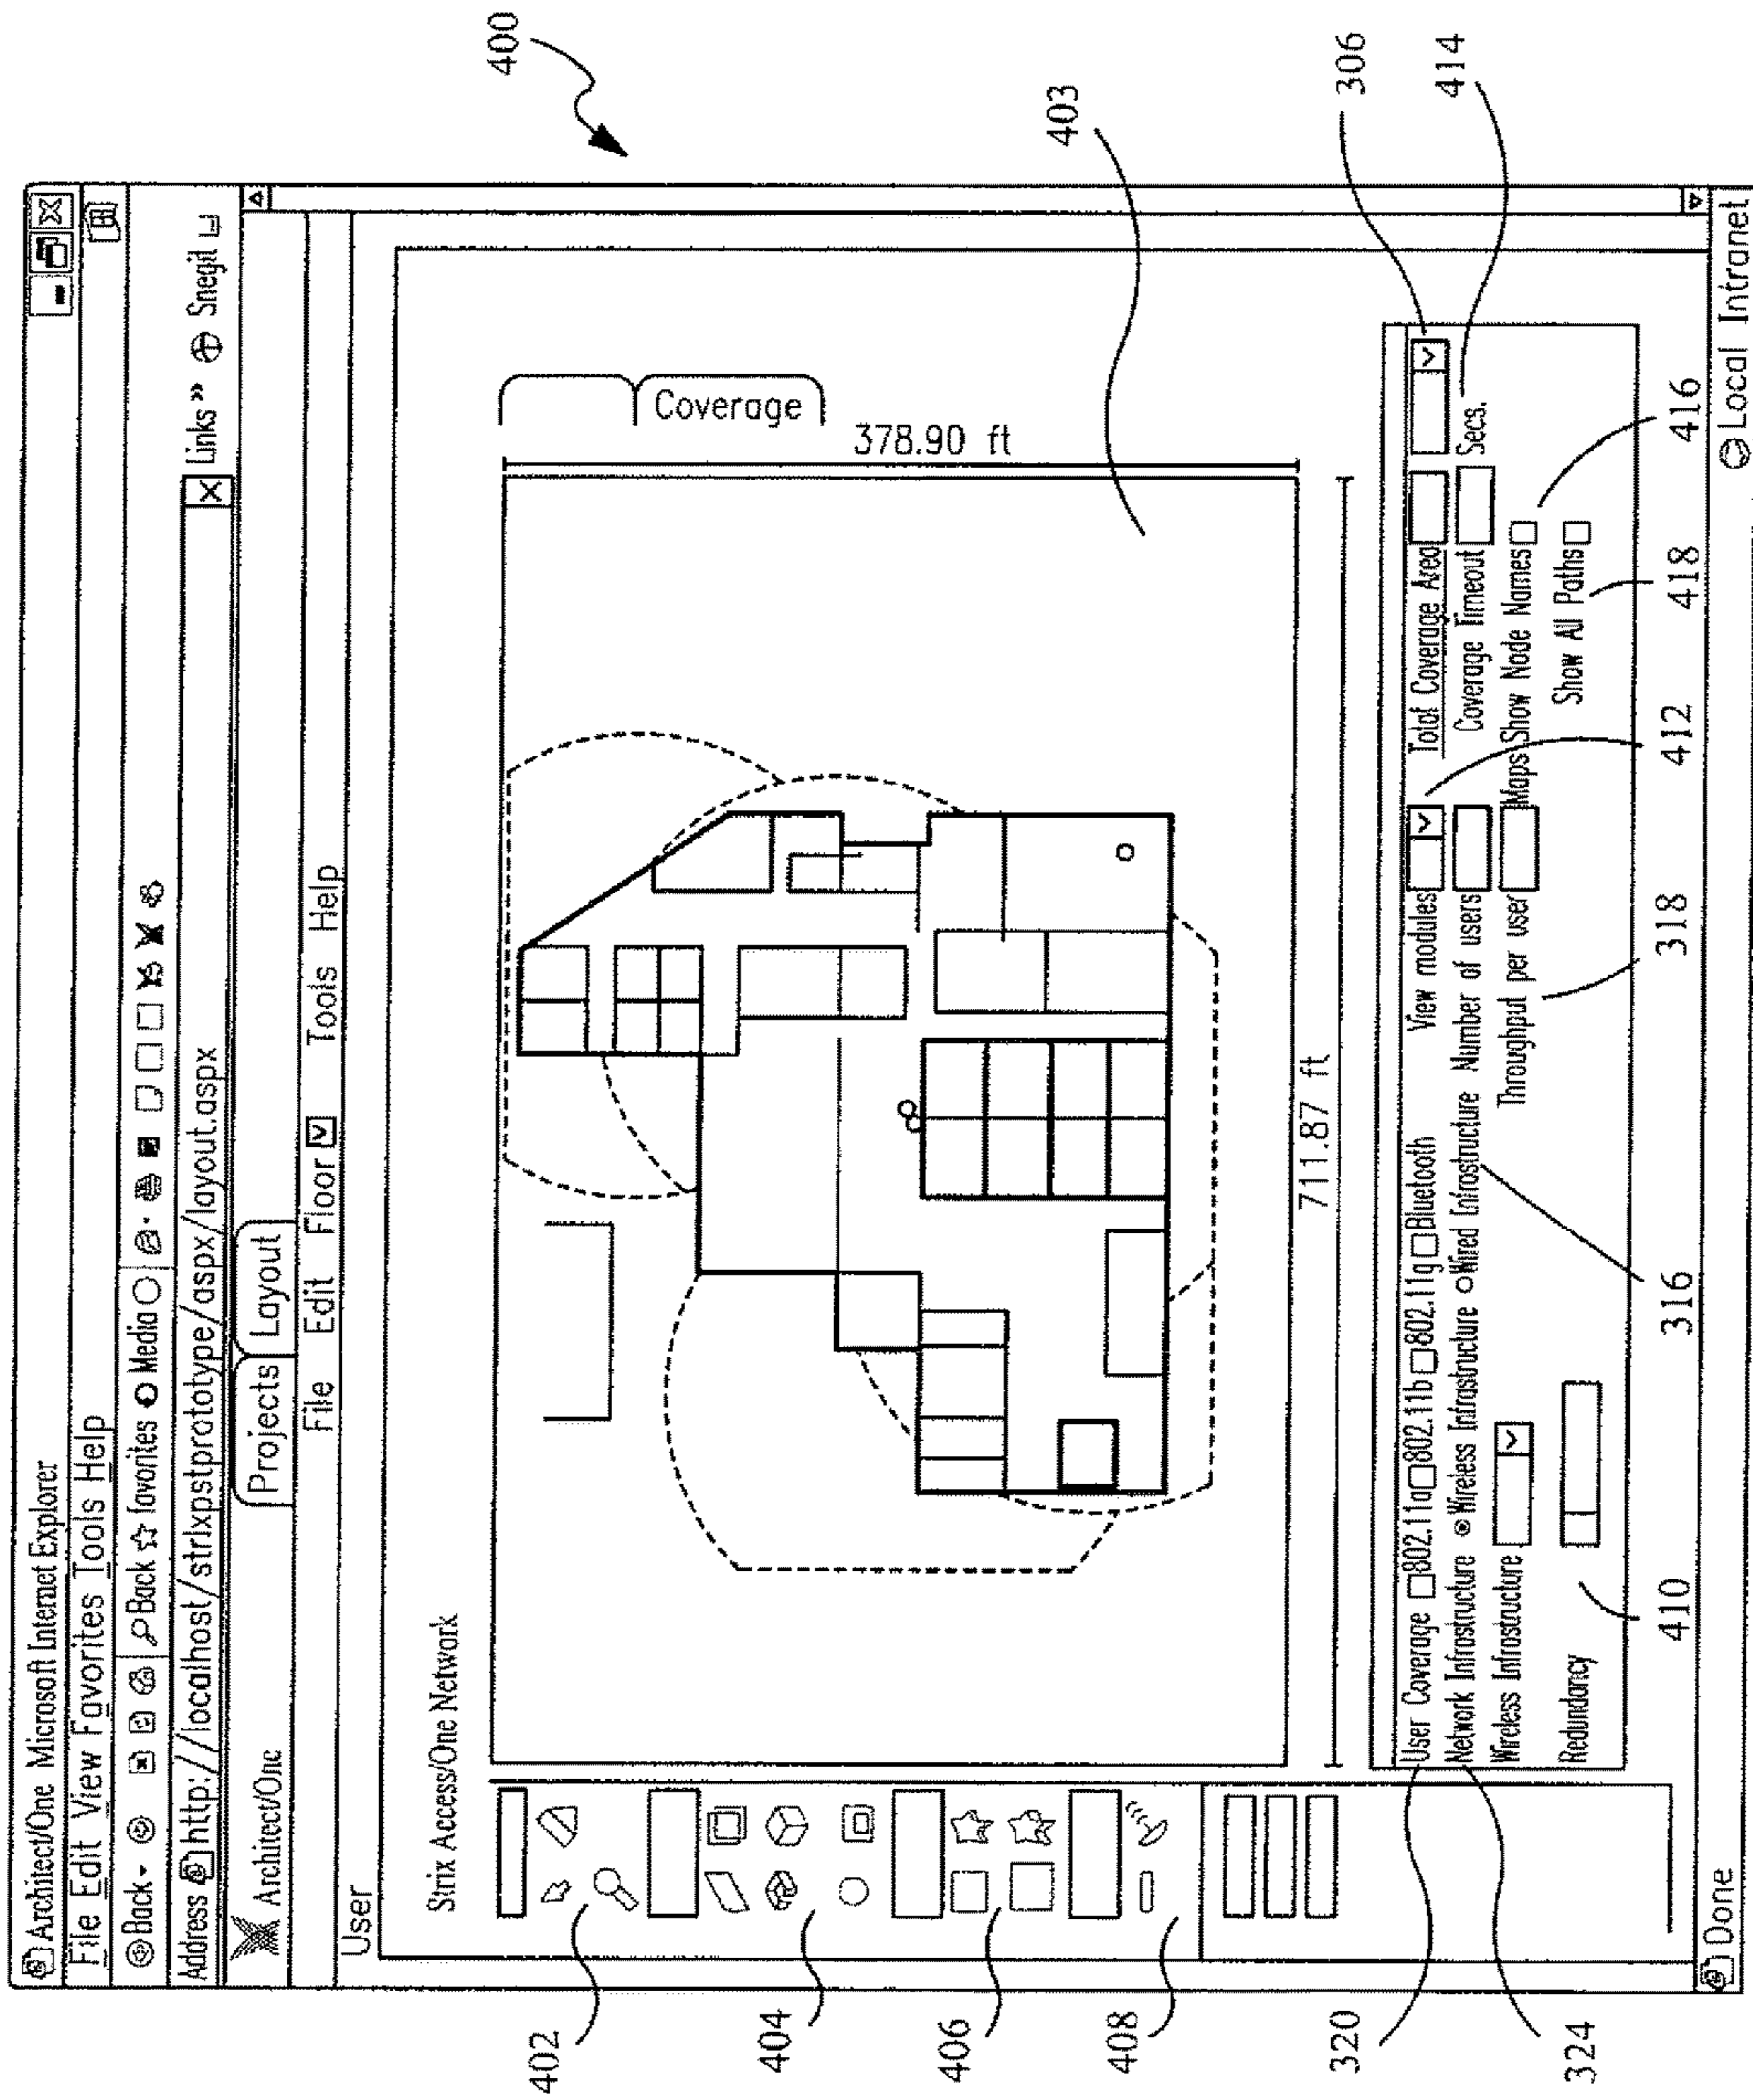 400
Architect/One Microsoft Internet Explorer
File Edit View Favorites Tools Help
Back Back favorites Media
Address http://localhost/strixpstprototype/aspx/layout.aspx Links » Snegit
Architect/One Projects Layout
File Edit Floor Tools Help
User
Strix Access/One Network
Coverage
378.90 ft
711.87 ft
402
403
404
406
408
User Coverage 802.11a 802.11b 802.11g Bluetooth View modules Total Coverage Area
Network Infrastructure Wireless Infrastructure Wired Infrastructure Number of users Coverage Timeout Secs.
Wireless Infrastucture Throughput per user Maps Show Node Names
Redundancy Show All Paths
306
414
320
324
410
316
318
412
418
416
Done Local Intranet